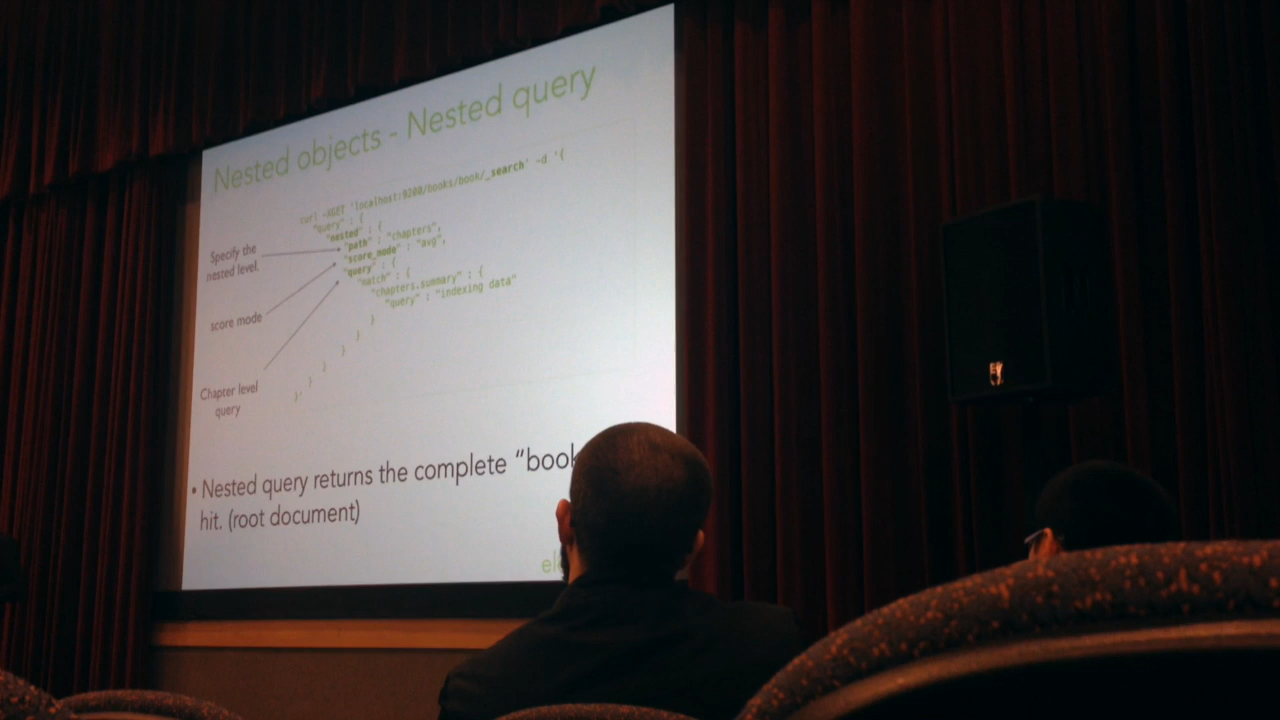 Nested objects - Nested query
curl -XGET 'localhost:9200/books/book/_search' -d '{
"query" : {
"nested" : {
"path" : "chapters",
"score_mode" : "avg",
"query" : {
"match" : {
"chapters.summary" : {
"query" : "indexing data"
}
}
}
}
}
}'
Specify the
nested level.
score mode
Chapter level
query
• Nested query returns the complete "book
hit. (root document)
el
EV